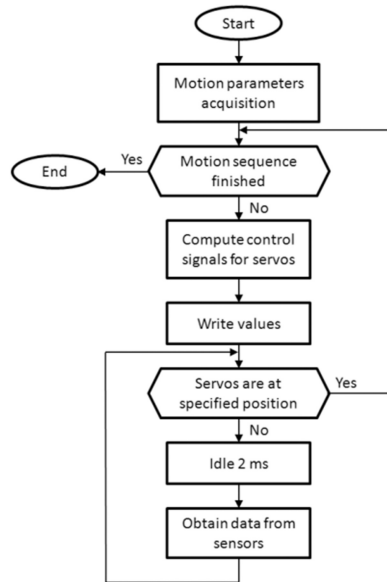 Start
Motion parameters
acquisition
Yes
End
Motion sequence
finished
No
Compute control
signals for servos
Write values
Servos are at
specified position
Yes
No
Idle 2 ms
Obtain data from
sensors